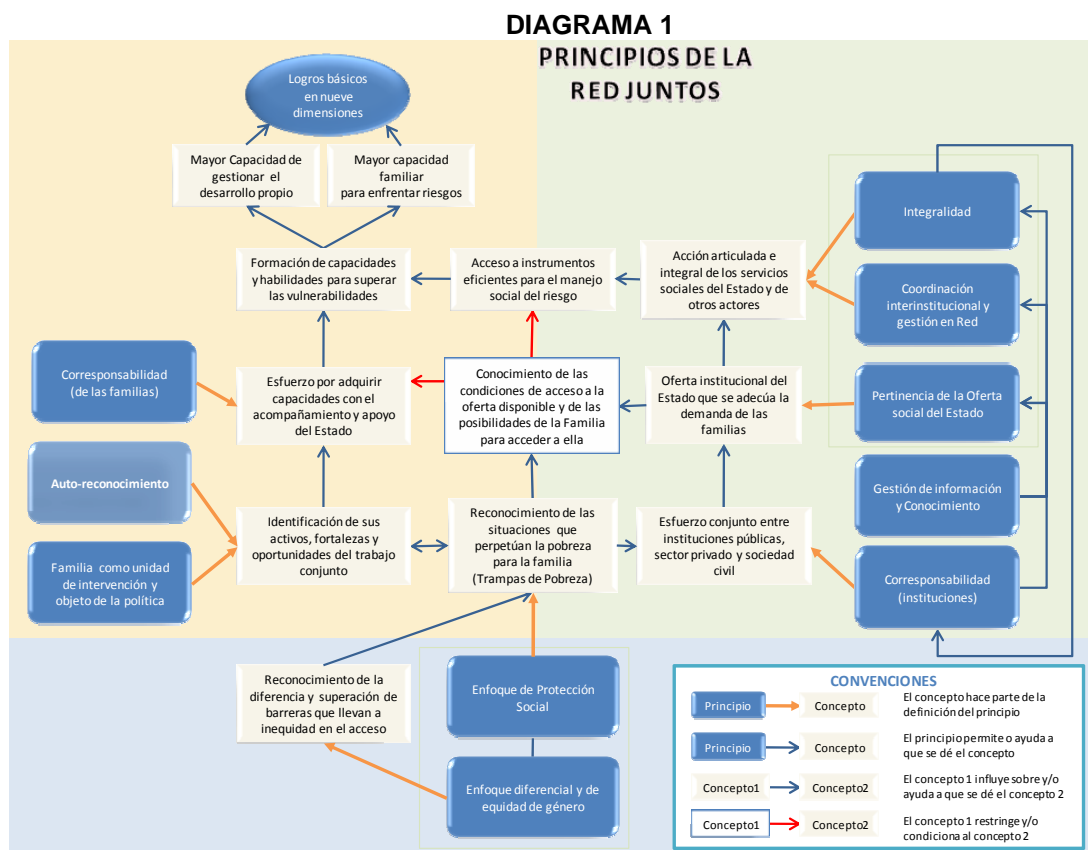 DIAGRAMA 1
PRINCIPIOS DE LA
RED JUNTOS
Logros básicos
en nueve
dimensiones
Mayor Capacidad de
gestionar el
desarrollo propio
Mayor capacidad
familiar
para enfrentar riesgos
Integralidad
Formación de capacidades
y habilidades para superar
las vulnerabilidades
Acceso a instrumentos
eficientes para el manejo
social del riesgo
Acción articulada e
integral de los servicios
sociales del Estado y de
otros actores
Coordinación
interinstitucional y
gestión en Red
Corresponsabilidad
(de las familias)
Esfuerzo por adquirir
capacidades con el
acompañamiento y apoyo
del Estado
Conocimiento de las
condiciones de acceso a la
oferta disponible y de las
posibilidades de la Familia
para acceder a ella
Oferta institucional del
Estado que se adecúa la
demanda de las
familias
Pertinencia de la Oferta
social del Estado
Auto-reconocimiento
Gestión de información
y Conocimiento
Familia como unidad
de intervención y
objeto de la política
Identificación de sus
activos, fortalezas y
oportunidades del trabajo
conjunto
Reconocimiento de las
situaciones que
perpetúan la pobreza
para la familia
(Trampas de Pobreza)
Esfuerzo conjunto entre
instituciones públicas,
sector privado y sociedad
civil
Corresponsabilidad
(instituciones)
Reconocimiento de la
diferencia y superación de
barreras que llevan a
inequidad en el acceso
Enfoque de Protección
Social
Enfoque diferencial y de
equidad de género
CONVENCIONES
Principio
Concepto
El concepto hace parte de la
definición del principio
Principio
Concepto
El principio permite o ayuda a
que se dé el concepto
Concepto1
Concepto2
El concepto 1 influye sobre y/o
ayuda a que se dé el concepto 2
Concepto1
Concepto2
El concepto 1 restringe y/o
condiciona al concepto 2